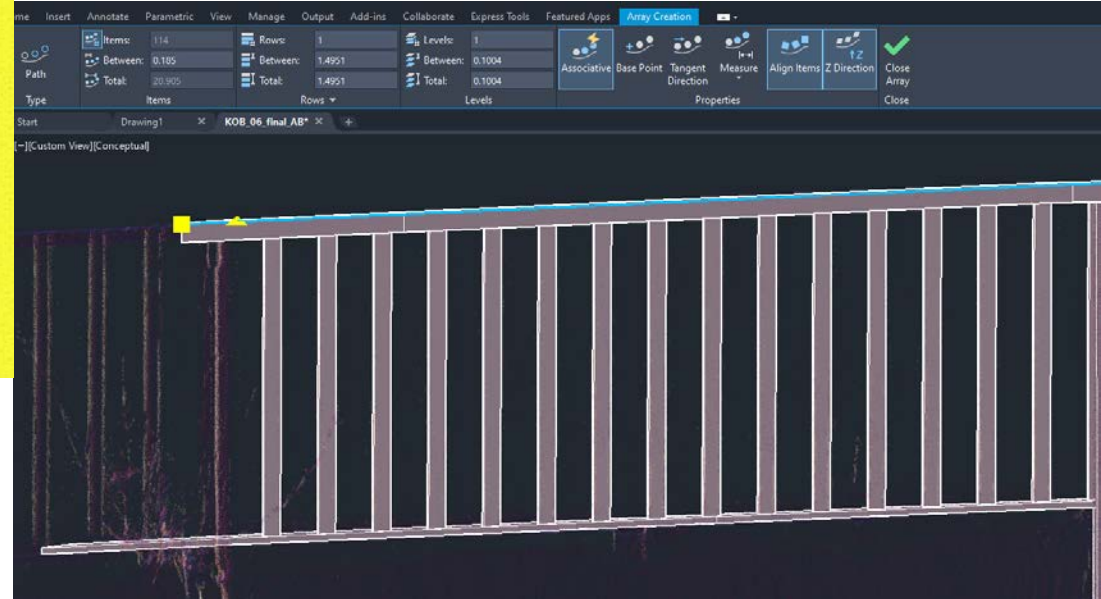 me Insert Annotate Parametric View Manage Output Add-ins Collaborate Express Tools Featured Apps Array Creation
Items: 114 Rows: 1 Levels: 1
Path Between: 0.185 Between: 1.4951 Between: 0.1004 Associative Base Point Tangent Direction Measure Align Items Z Direction Close Array
Total: 20.905 Total: 1.4951 Total: 0.1004
Type Items Rows Levels Properties Close
Start Drawing1 KOB_06_final_AB*
[−][Custom View][Conceptual]